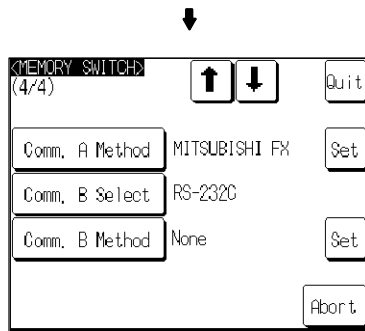 <MEMORY SWITCH>
(4/4)
Quit
Comm. A Method MITSUBISHI FX Set
Comm. B Select RS-232C
Comm. B Method None Set
Abort